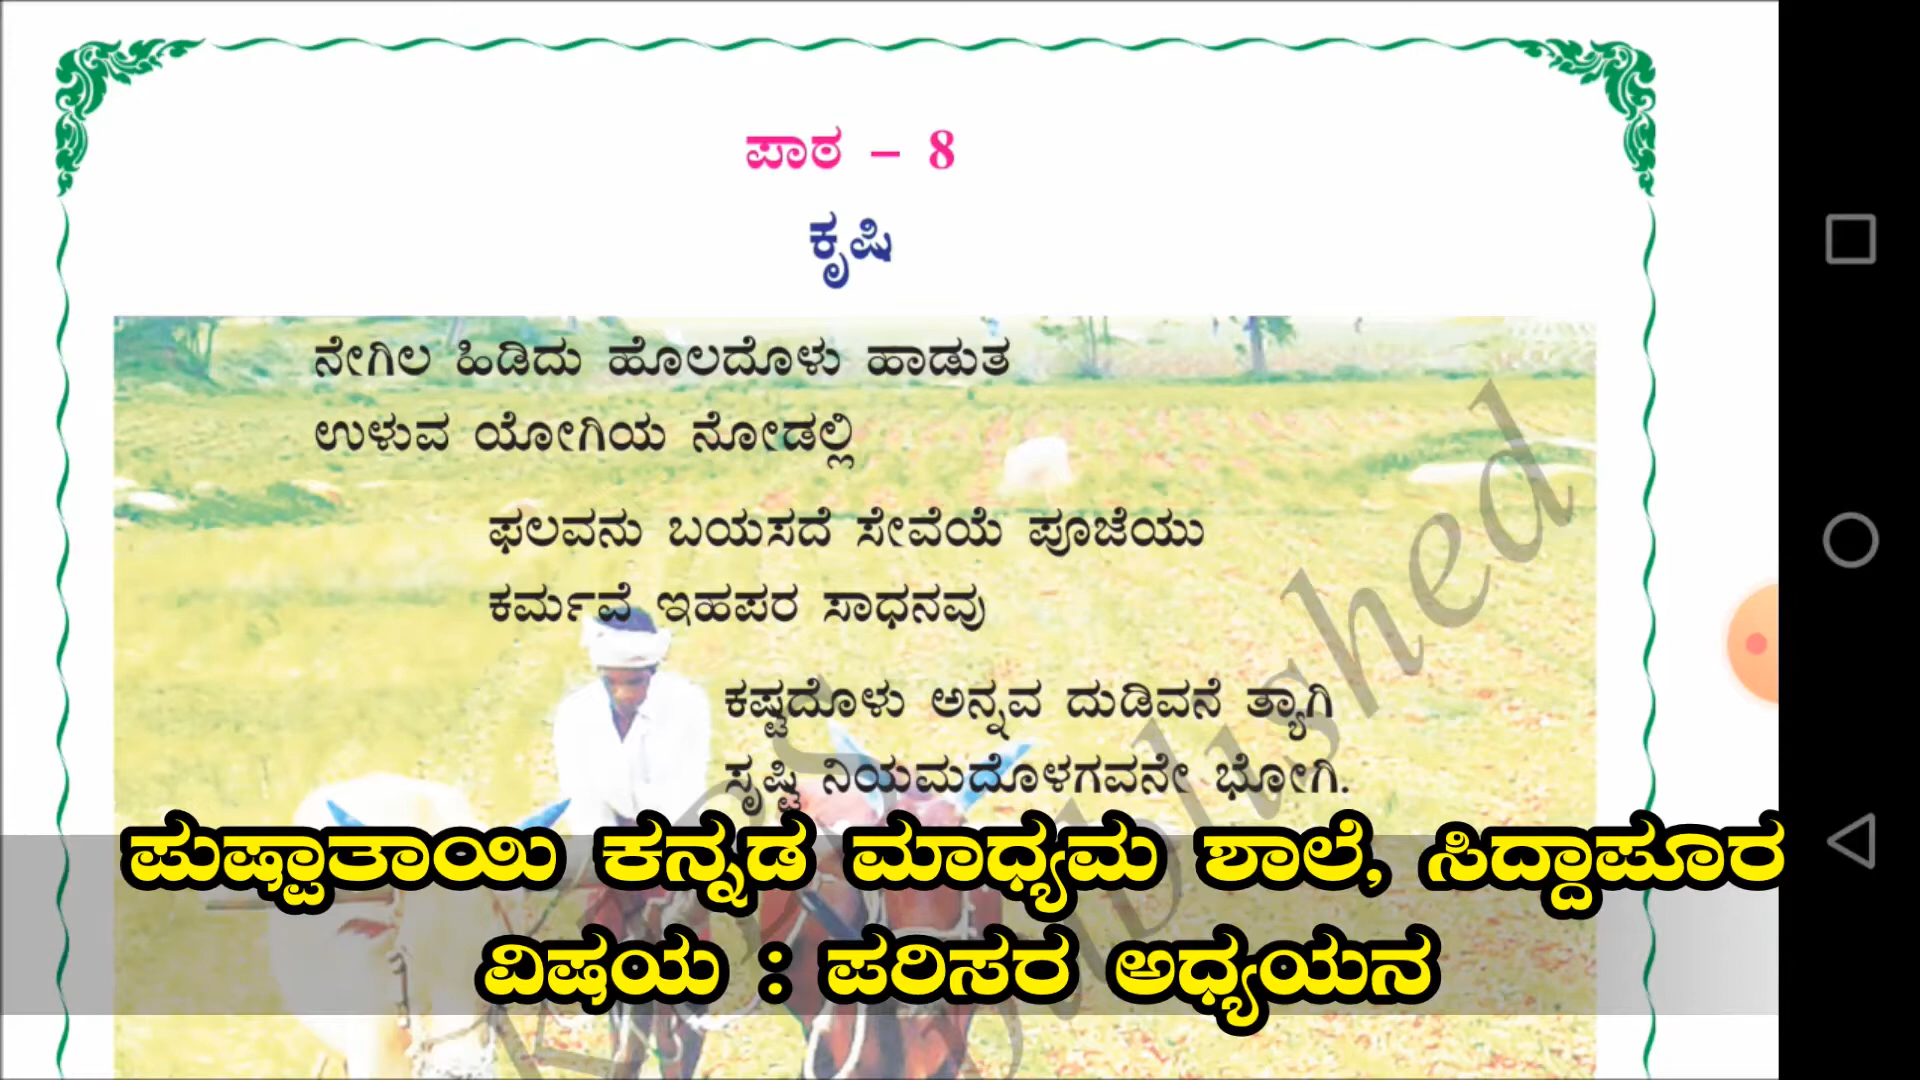 ಪಾಠ – 8
ಕೃಷಿ
ನೇಗಿಲ ಹಿಡಿದು ಹೊಲದೊಳು ಹಾಡುತ
ಉಳುವ ಯೋಗಿಯ ನೋಡಲ್ಲಿ
ಫಲವನು ಬಯಸದೆ ಸೇವೆಯೆ ಪೂಜೆಯು
ಕರ್ಮವೆ ಇಹಪರ ಸಾಧನವು
ಕಷ್ಟದೊಳು ಅನ್ನವ ದುಡಿವನೆ ತ್ಯಾಗಿ
ಸೃಷ್ಟಿ ನಿಯಮದೊಳಗವನೇ ಭೋಗಿ.
ಪುಷ್ಪಾತಾಯಿ ಕನ್ನಡ ಮಾಧ್ಯಮ ಶಾಲೆ, ಸಿದ್ದಾಪೂರ
ವಿಷಯ : ಪರಿಸರ ಅಧ್ಯಯನ